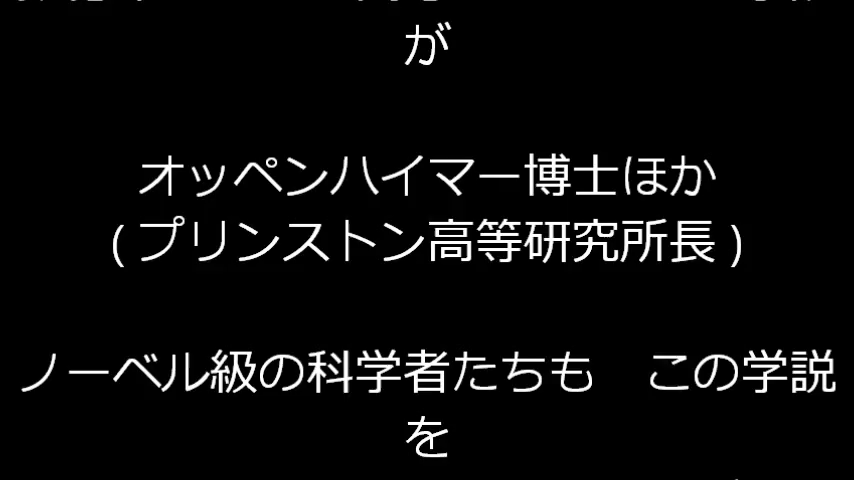 が
オッペンハイマー博士ほか
(プリンストン高等研究所長)
ノーベル級の科学者たちも　この学説
を